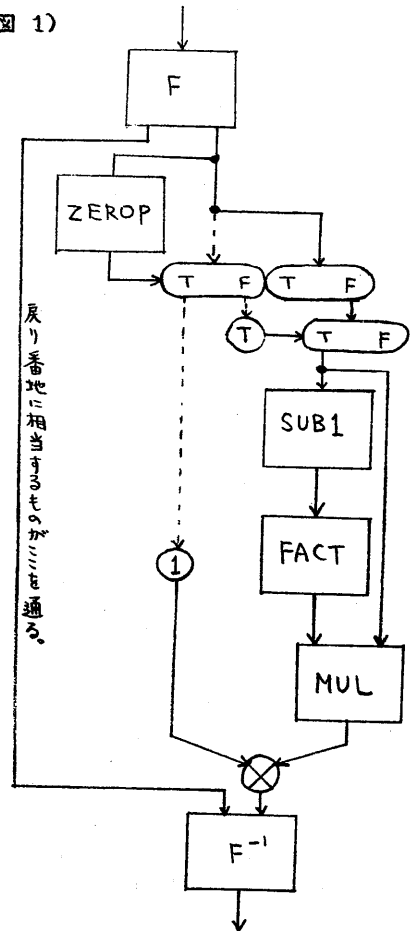 図 1)
F
ZEROP
T F T F
T T F
SUB1
FACT
1
MUL
F⁻¹
戻り番地に相当するものがここを通る。